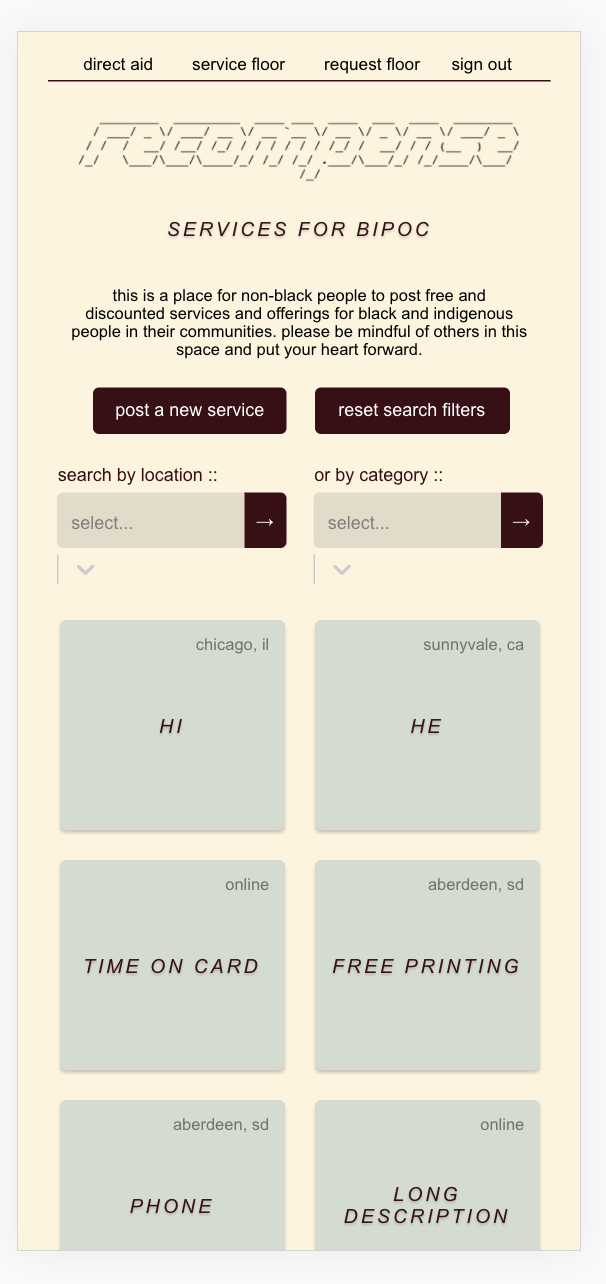 direct aid service floor request floor sign out
recompense
SERVICES FOR BIPOC
this is a place for non-black people to post free and
discounted services and offerings for black and indigenous
people in their communities. please be mindful of others in this
space and put your heart forward.
post a new service reset search filters
search by location :: or by category ::
select... → select... →
chicago, il
HI
sunnyvale, ca
HE
online
TIME ON CARD
aberdeen, sd
FREE PRINTING
aberdeen, sd
PHONE
online
LONG
DESCRIPTION